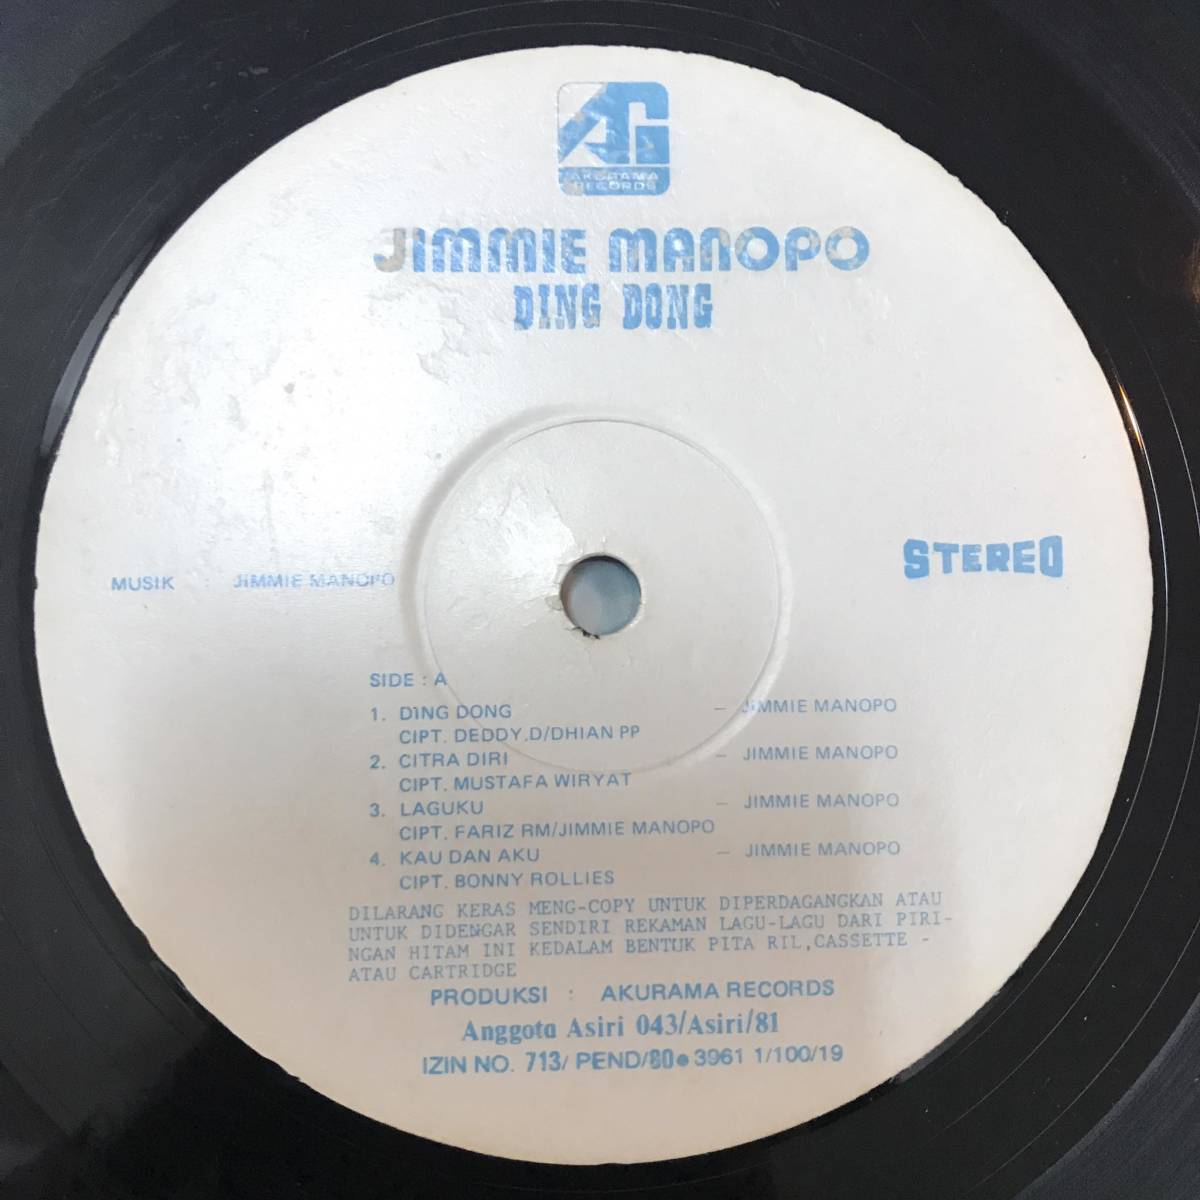 AKURAMA
RECORDS
JIMMIE MANOPO
DING DONG
STEREO
MUSIK : JIMMIE MANOPO
SIDE : A
1. DING DONG – JIMMIE MANOPO
CIPT. DEDDY.D/DHIAN PP
2. CITRA DIRI – JIMMIE MANOPO
CIPT. MUSTAFA WIRYAT
3. LAGUKU – JIMMIE MANOPO
CIPT. FARIZ RM/JIMMIE MANOPO
4. KAU DAN AKU – JIMMIE MANOPO
CIPT. BONNY ROLLIES
DILARANG KERAS MENG-COPY UNTUK DIPERDAGANGKAN ATAU
UNTUK DIDENGAR SENDIRI REKAMAN LAGU-LAGU DARI PIRI-
NGAN HITAM INI KEDALAM BENTUK PITA RIL,CASSETTE -
ATAU CARTRIDGE
PRODUKSI : AKURAMA RECORDS
Anggota Asiri 043/Asiri/81
IZIN NO. 713/ PEND/80● 3961 1/100/19